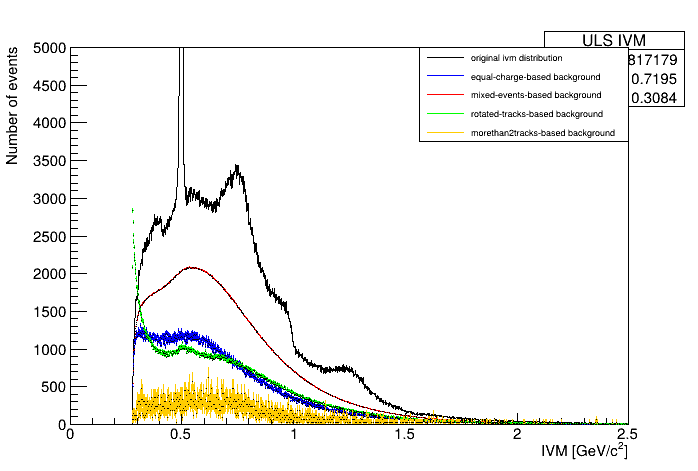 ULS IVM
817179
0.7195
0.3084
original ivm distribution
equal-charge-based background
mixed-events-based background
rotated-tracks-based background
morethan2tracks-based background
Number of events
5000
4500
4000
3500
3000
2500
2000
1500
1000
500
0
0 0.5 1 1.5 2 2.5
IVM [GeV/c²]